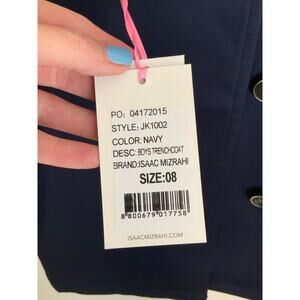 PO: 04172015
STYLE: JK1002
COLOR: NAVY
DESC: BOYS TRENCHCOAT
BRAND:ISAAC MIZRAHI
SIZE:08
8 800679 017758
ISAACMIZRAHI.COM